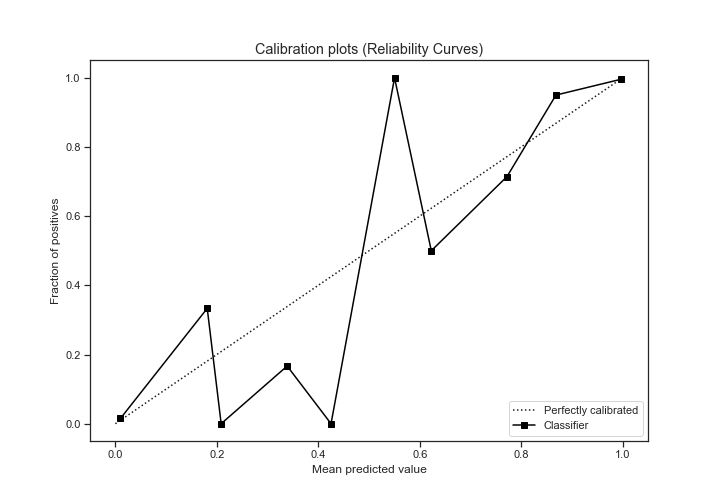 Calibration plots (Reliability Curves)
Fraction of positives
1.0
0.8
0.6
0.4
0.2
0.0
0.0 0.2 0.4 0.6 0.8 1.0
Mean predicted value
Perfectly calibrated
Classifier